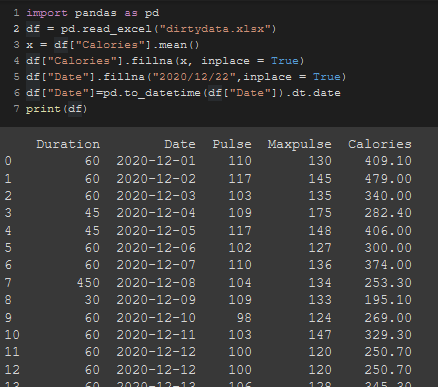 1 import pandas as pd
2 df = pd.read_excel("dirtydata.xlsx")
3 x = df["Calories"].mean()
4 df["Calories"].fillna(x, inplace = True)
5 df["Date"].fillna("2020/12/22",inplace = True)
6 df["Date"]=pd.to_datetime(df["Date"]).dt.date
7 print(df)
Duration Date Pulse Maxpulse Calories
0 60 2020-12-01 110 130 409.10
1 60 2020-12-02 117 145 479.00
2 60 2020-12-03 103 135 340.00
3 45 2020-12-04 109 175 282.40
4 45 2020-12-05 117 148 406.00
5 60 2020-12-06 102 127 300.00
6 60 2020-12-07 110 136 374.00
7 450 2020-12-08 104 134 253.30
8 30 2020-12-09 109 133 195.10
9 60 2020-12-10 98 124 269.00
10 60 2020-12-11 103 147 329.30
11 60 2020-12-12 100 120 250.70
12 60 2020-12-12 100 120 250.70
13 60 2020-12-13 106 128 345.30